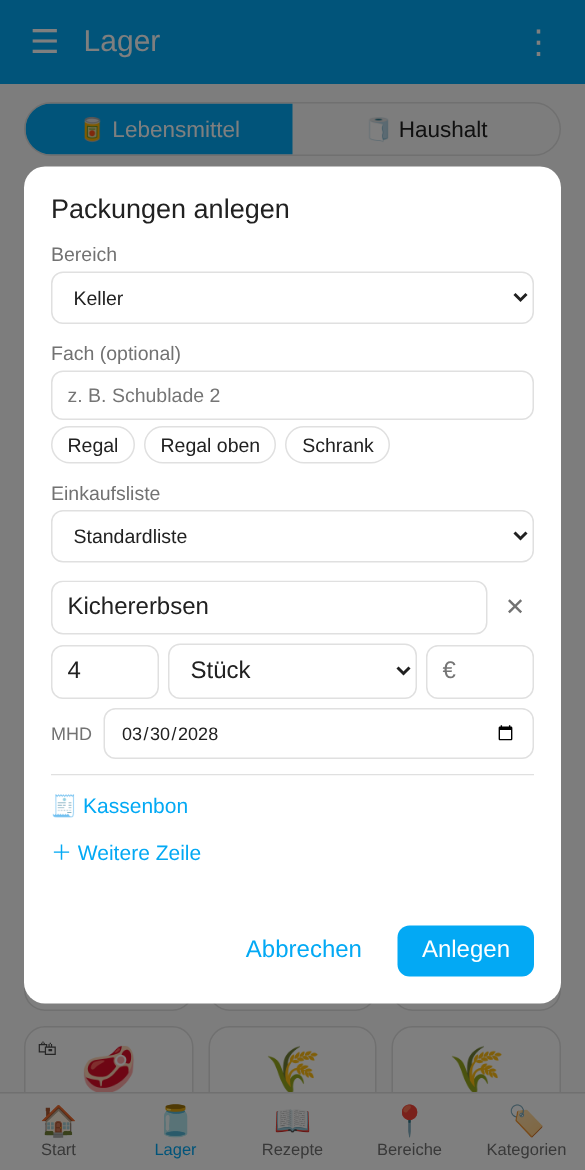 Lager
Lebensmittel
Haushalt
Packungen anlegen
Bereich
Keller
Fach (optional)
z. B. Schublade 2
Regal
Regal oben
Schrank
Einkaufsliste
Standardliste
Kichererbsen
4
Stück
€
MHD
03/30/2028
Kassenbon
+ Weitere Zeile
Abbrechen
Anlegen
Start
Lager
Rezepte
Bereiche
Kategorien